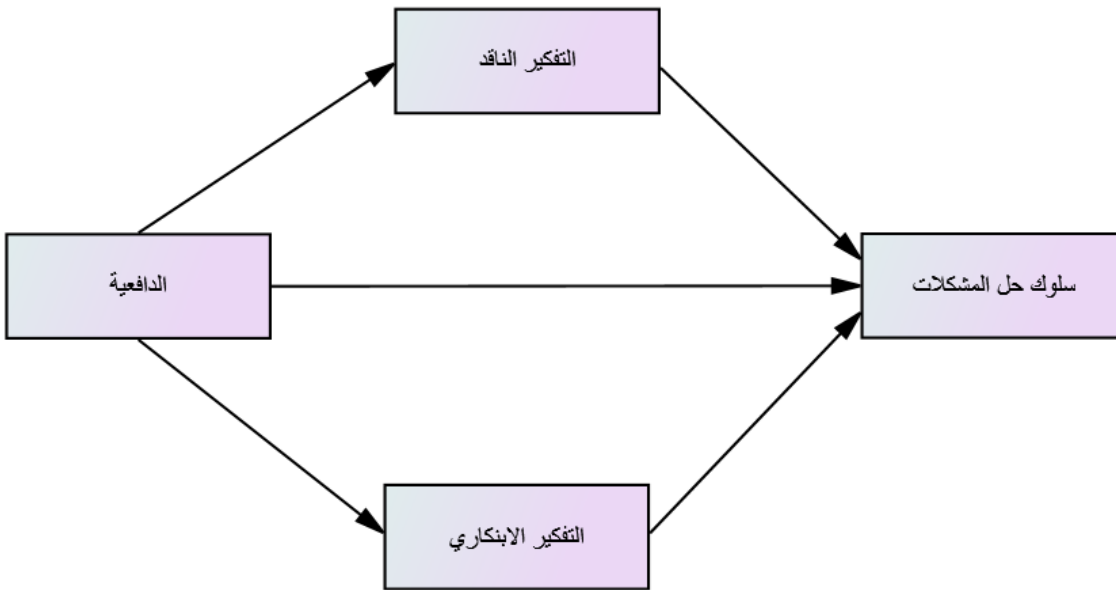 التفكير الناقد
الدافعية
سلوك حل المشكلات
التفكير الابتكاري